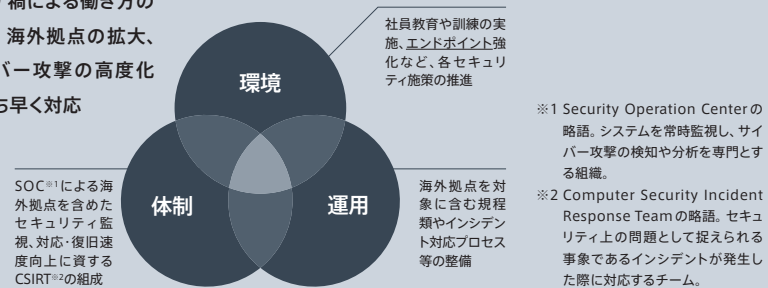 禍による働き方の
海外拠点の拡大、
バー攻撃の高度化
ち早く対応
環境
社員教育や訓練の実
施、エンドポイント強
化など、各セキュリ
ティ施策の推進
体制
SOC※1による海
外拠点を含めた
セキュリティ監
視、対応・復旧速
度向上に資する
CSIRT※2の組成
運用
海外拠点を対
象に含む規程
類やインシデン
ト対応プロセス
等の整備
※1 Security Operation Centerの
略語。システムを常時監視し、サイ
バー攻撃の検知や分析を専門とす
る組織。
※2 Computer Security Incident
Response Teamの略語。セキュ
リティ上の問題として捉えられる
事象であるインシデントが発生し
た際に対応するチーム。